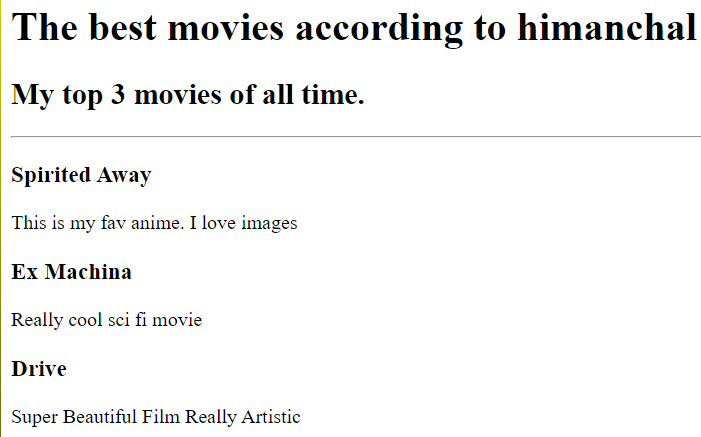 The best movies according to himanchal
My top 3 movies of all time.
Spirited Away
This is my fav anime. I love images
Ex Machina
Really cool sci fi movie
Drive
Super Beautiful Film Really Artistic